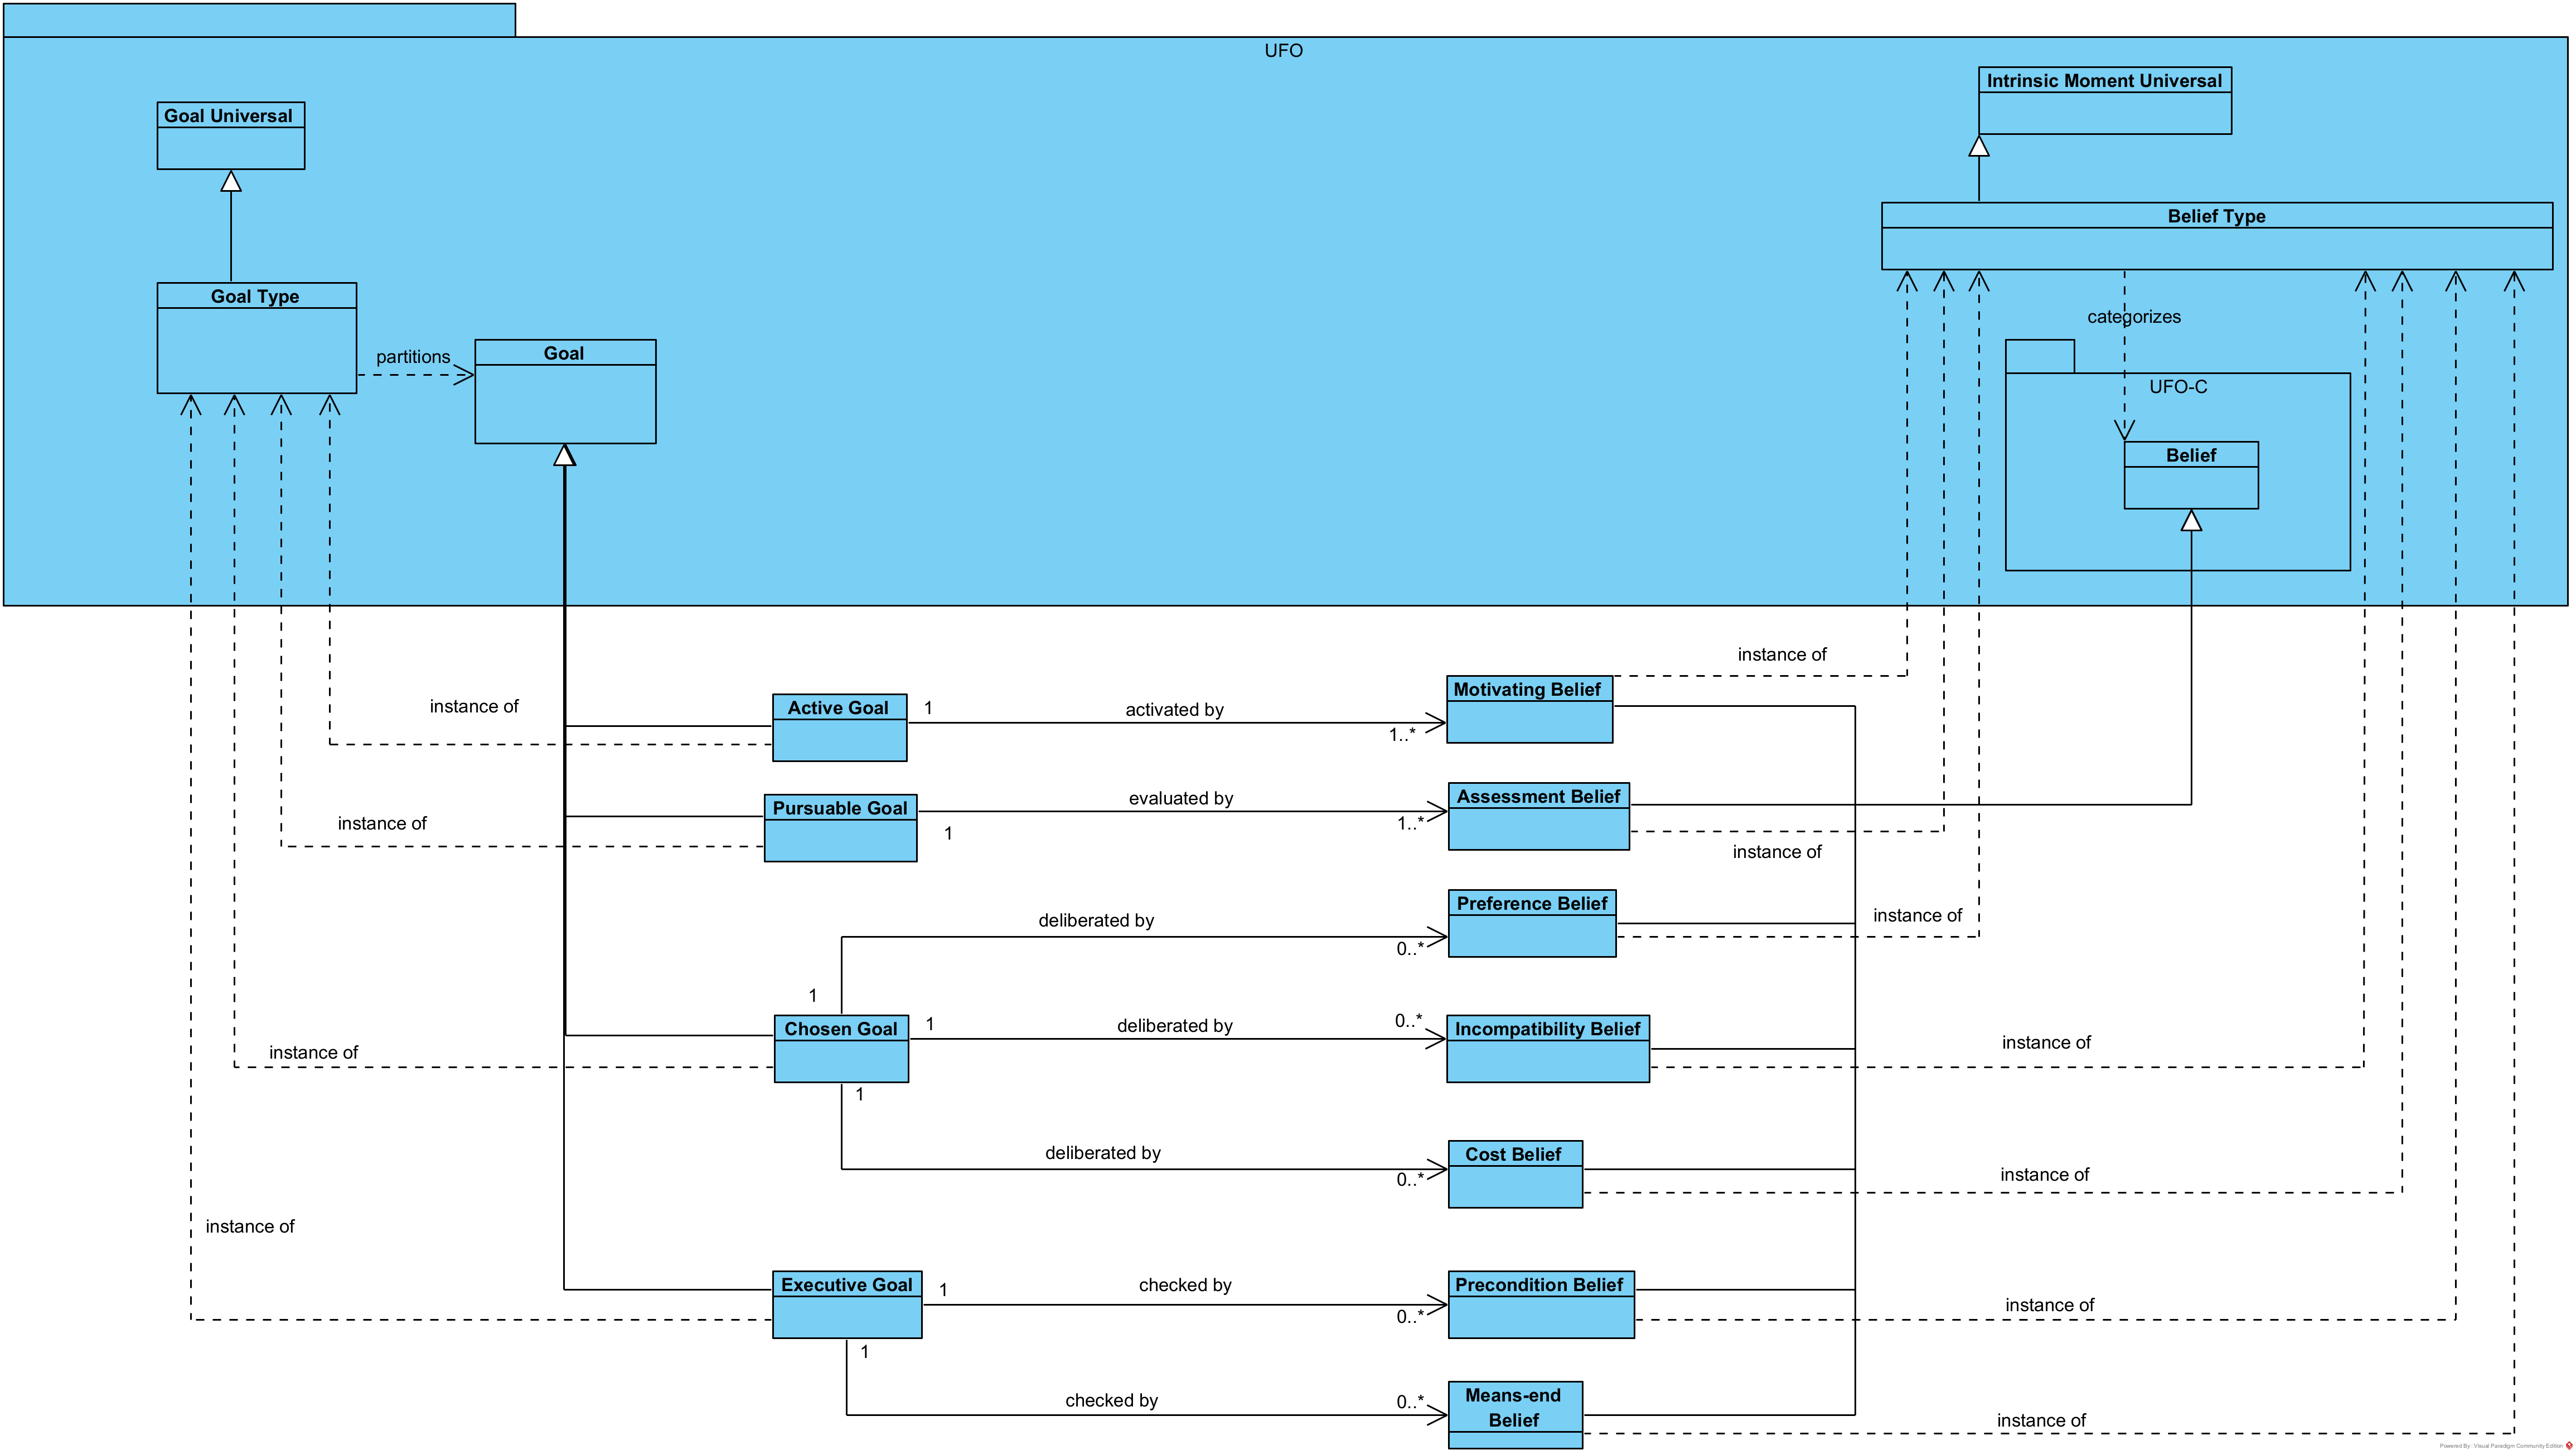 UFO
Intrinsic Moment Universal
Goal Universal
Belief Type
Goal Type
categorizes
partitions
Goal
UFO-C
Belief
instance of
Motivating Belief
instance of
Active Goal
1
activated by
1..*
Pursuable Goal
evaluated by
Assessment Belief
instance of
1
1..*
instance of
Preference Belief
deliberated by
0..*
instance of
1
Chosen Goal
1
deliberated by
0..*
Incompatibility Belief
instance of
instance of
1
deliberated by
0..*
Cost Belief
instance of
instance of
Executive Goal
1
checked by
0..*
Precondition Belief
instance of
1
checked by
0..*
Means-end
Belief
instance of
Powered By: Visual Paradigm Community Edition